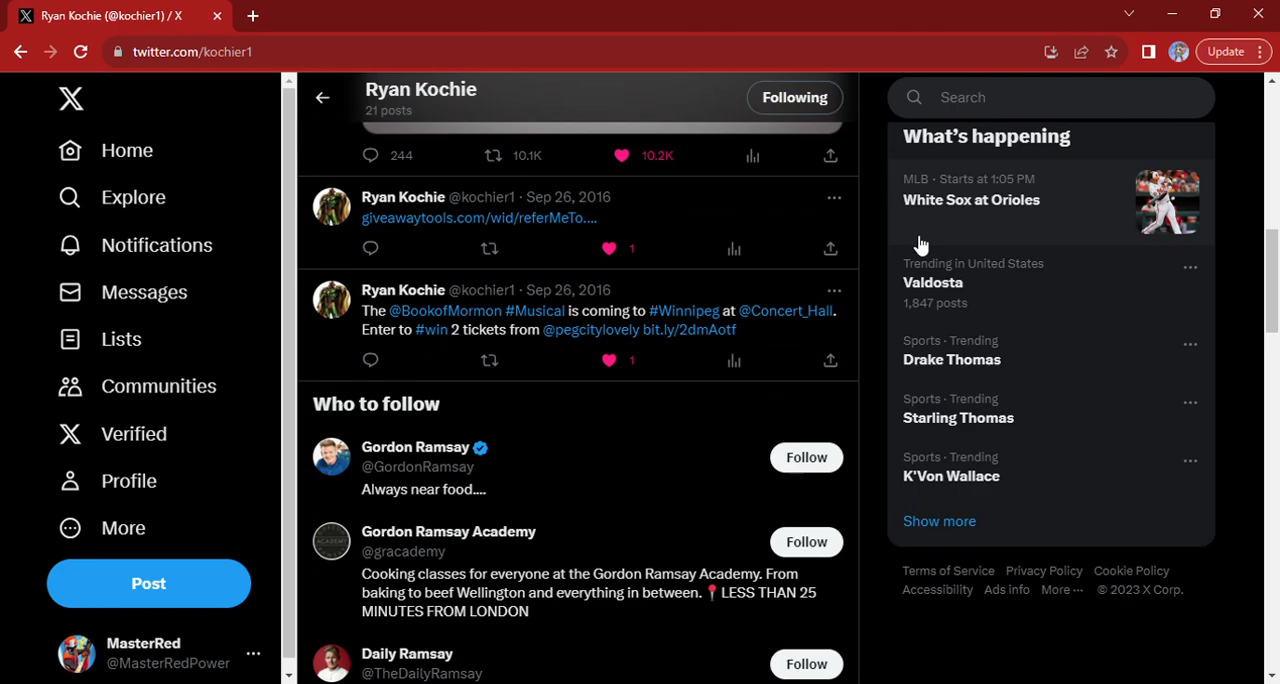 Ryan Kochie (@kochier1) / X
twitter.com/kochier1
Update
Home
Explore
Notifications
Messages
Lists
Communities
Verified
Profile
More
Post
MasterRed
@MasterRedPower
Ryan Kochie
21 posts
Following
244 10.1K 10.2K
Ryan Kochie @kochier1 · Sep 26, 2016
giveawaytools.com/wid/referMeTo....
1
Ryan Kochie @kochier1 · Sep 26, 2016
The @BookofMormon #Musical is coming to #Winnipeg at @Concert_Hall.
Enter to #win 2 tickets from @pegcitylovely bit.ly/2dmAotf
1
Who to follow
Gordon Ramsay
@GordonRamsay
Always near food....
Follow
Gordon Ramsay Academy
@gracademy
Follow
Cooking classes for everyone at the Gordon Ramsay Academy. From
baking to beef Wellington and everything in between. 📍LESS THAN 25
MINUTES FROM LONDON
Daily Ramsay
@TheDailyRamsay
Follow
Search
What's happening
MLB · Starts at 1:05 PM
White Sox at Orioles
Trending in United States
Valdosta
1,847 posts
Sports · Trending
Drake Thomas
Sports · Trending
Starling Thomas
Sports · Trending
K'Von Wallace
Show more
Terms of Service Privacy Policy Cookie Policy
Accessibility Ads info More ··· © 2023 X Corp.